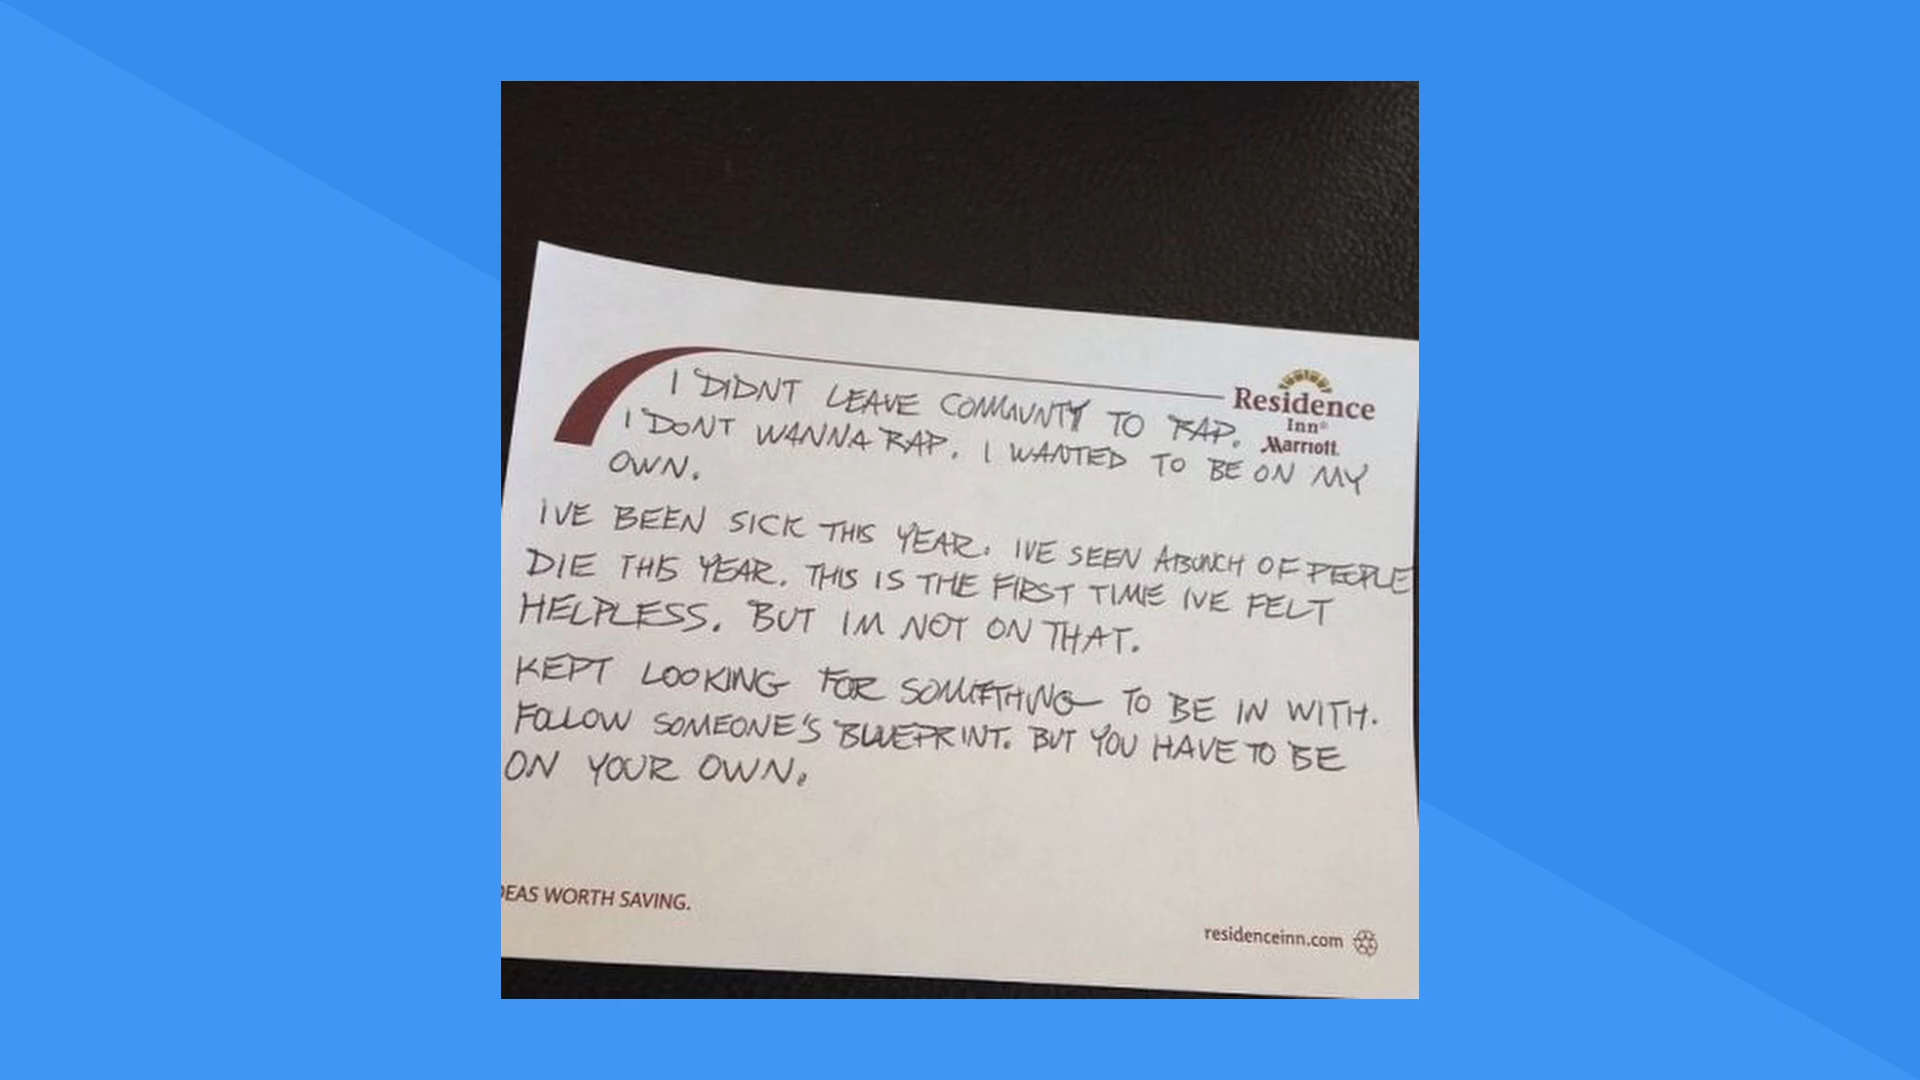 I DIDNT LEAVE COMMUNTY TO RAP.
I DONT WANNA RAP. I WANTED TO BE ON MY
OWN.
IVE BEEN SICK THIS YEAR. IVE SEEN ABUNCH OF PEOPLE
DIE THIS YEAR. THIS IS THE FIRST TIME IVE FELT
HELPLESS. BUT IM NOT ON THAT.
KEPT LOOKING FOR SOMETHING TO BE IN WITH.
FOLLOW SOMEONE'S BLUEPRINT. BUT YOU HAVE TO BE
ON YOUR OWN.
Residence
Inn®
Marriott.
DEAS WORTH SAVING.
residenceinn.com